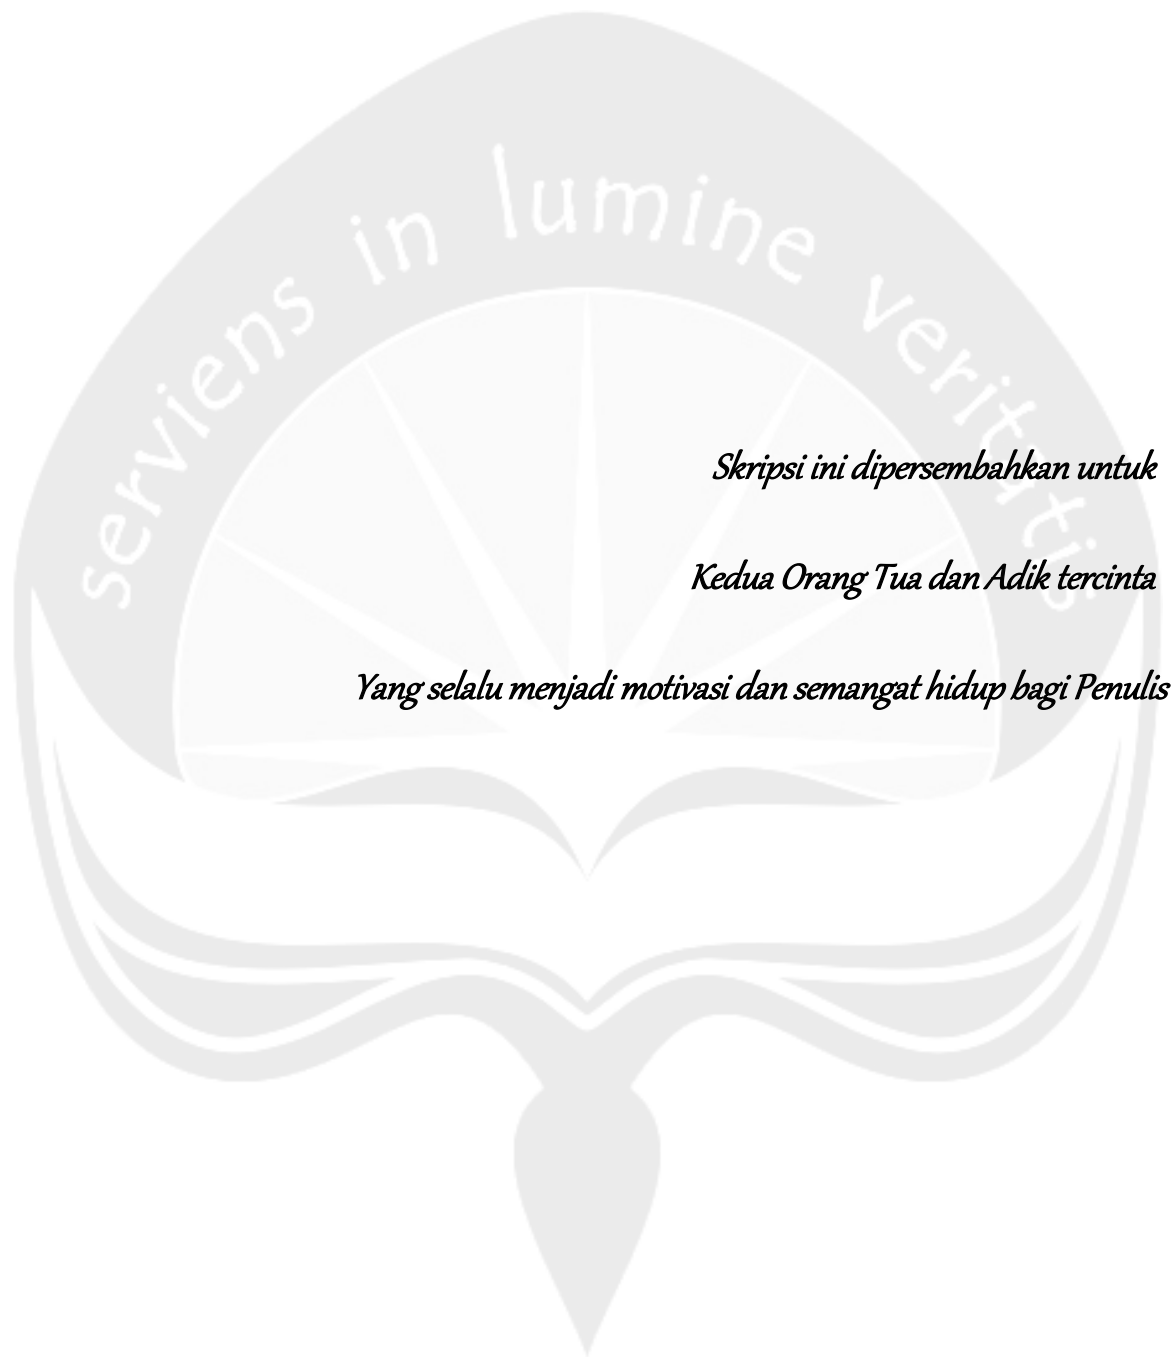 serviens in lumine veritatis
Skripsi ini dipersembahkan untuk
Kedua Orang Tua dan Adik tercinta
Yang selalu menjadi motivasi dan semangat hidup bagi Penulis